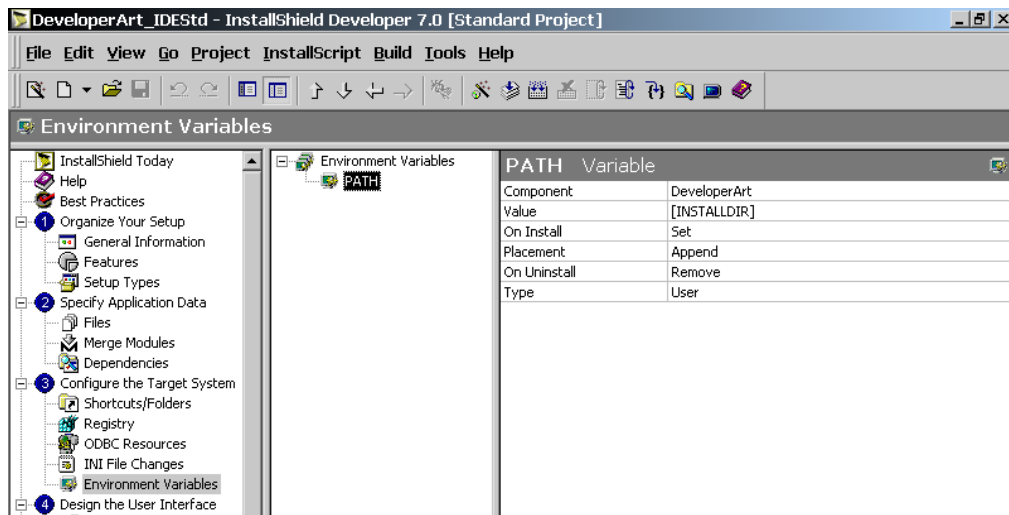 DeveloperArt_IDEStd - InstallShield Developer 7.0 [Standard Project]
File Edit View Go Project InstallScript Build Tools Help
Environment Variables
InstallShield Today
Help
Best Practices
1 Organize Your Setup
General Information
Features
Setup Types
2 Specify Application Data
Files
Merge Modules
Dependencies
3 Configure the Target System
Shortcuts/Folders
Registry
ODBC Resources
INI File Changes
Environment Variables
4 Design the User Interface
Environment Variables
PATH
PATH Variable
Component DeveloperArt
Value [INSTALLDIR]
On Install Set
Placement Append
On Uninstall Remove
Type User